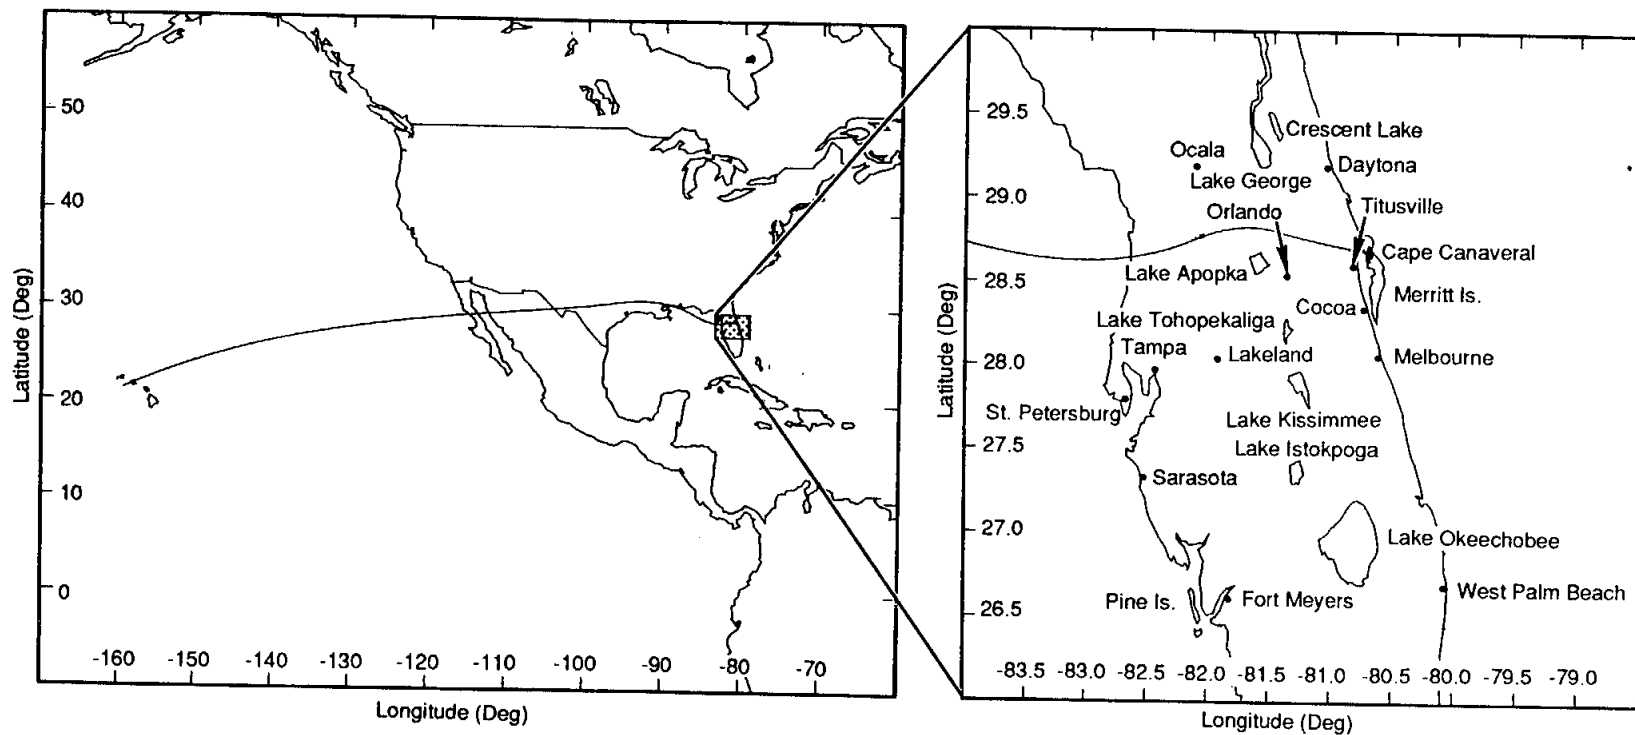 50
40
30
20
10
0
Latitude (Deg)
-160 -150 -140 -130 -120 -110 -100 -90 -80 -70
Longitude (Deg)
29.5
29.0
28.5
28.0
27.5
27.0
26.5
Latitude (Deg)
Crescent Lake
Ocala
Daytona
Lake George
Orlando
Titusville
Cape Canaveral
Lake Apopka
Merritt Is.
Cocoa
Lake Tohopekaliga
Tampa
Lakeland
Melbourne
St. Petersburg
Lake Kissimmee
Lake Istokpoga
Sarasota
Lake Okeechobee
Pine Is.
Fort Meyers
West Palm Beach
-83.5 -83.0 -82.5 -82.0 -81.5 -81.0 -80.5 -80.0 -79.5 -79.0
Longitude (Deg)